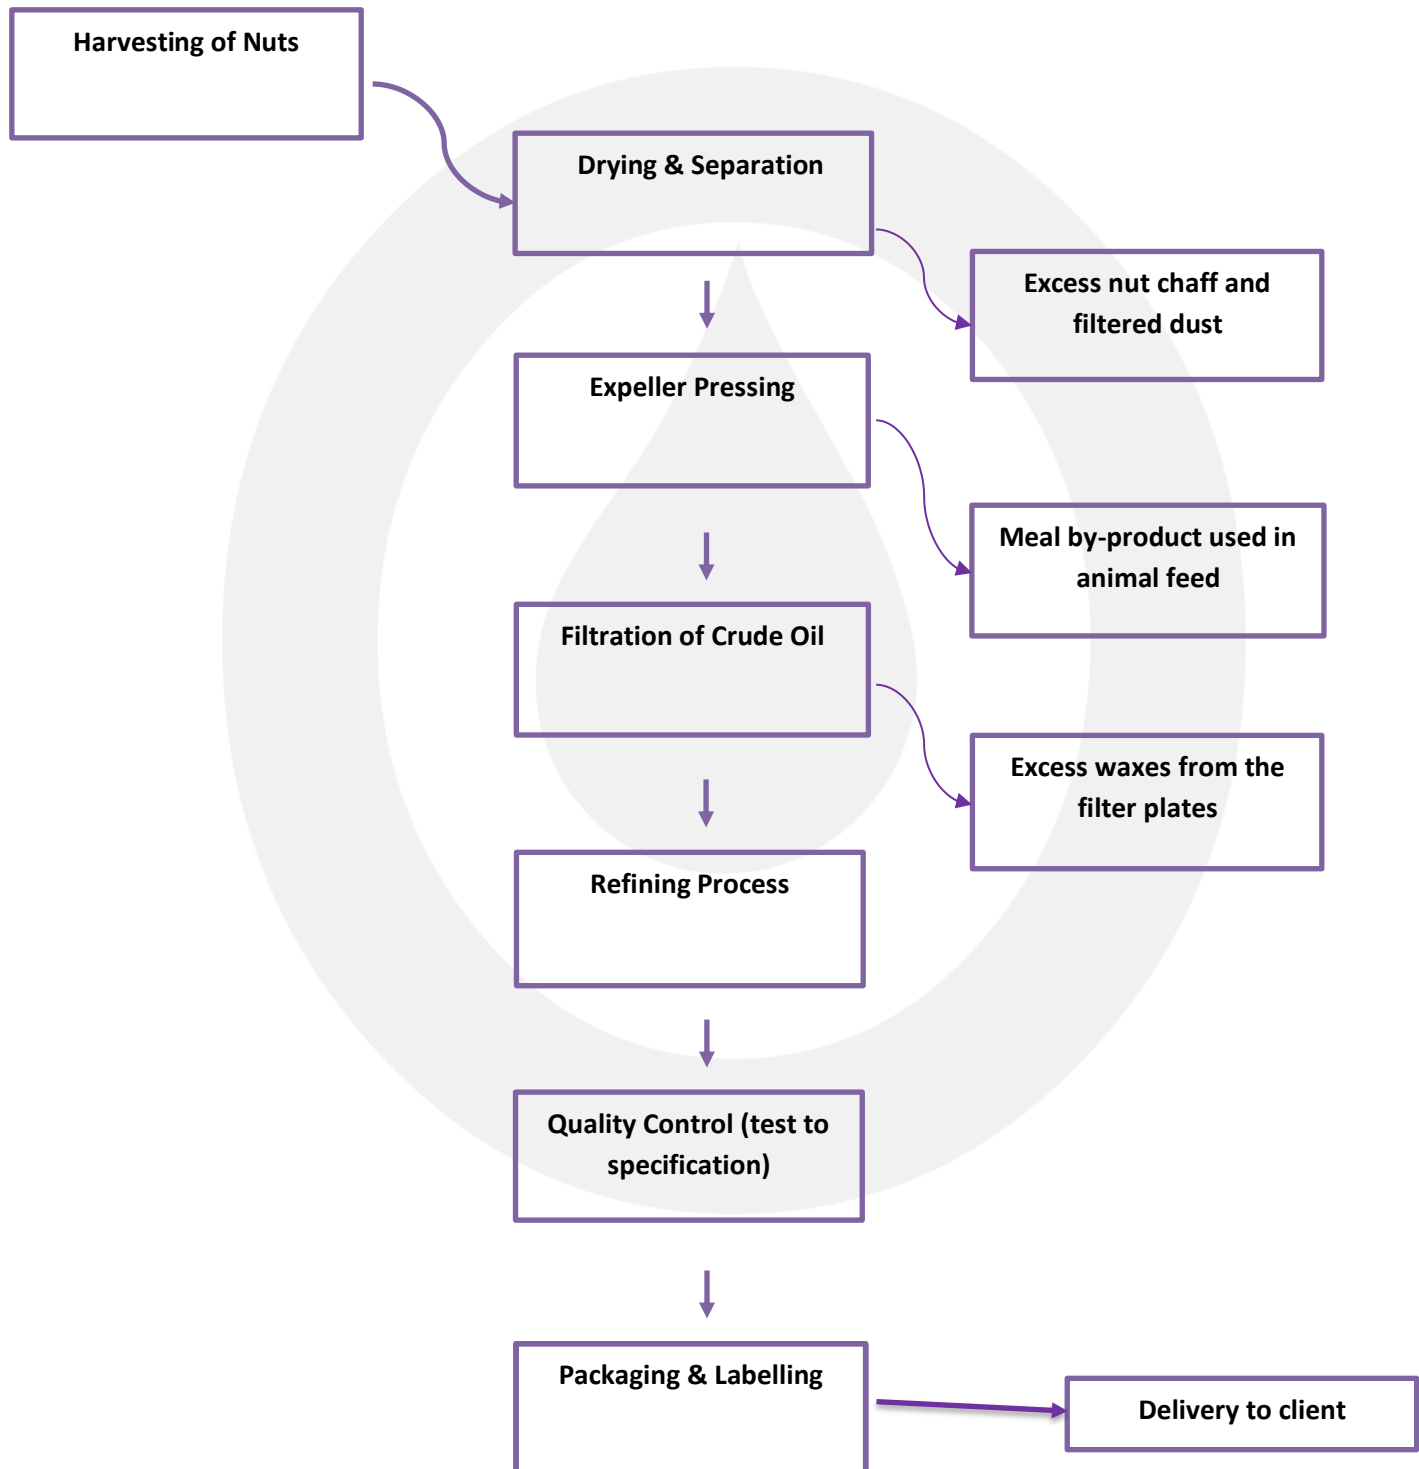 Harvesting of Nuts
Drying & Separation
Excess nut chaff and
filtered dust
Expeller Pressing
Meal by-product used in
animal feed
Filtration of Crude Oil
Excess waxes from the
filter plates
Refining Process
Quality Control (test to
specification)
Packaging & Labelling
Delivery to client